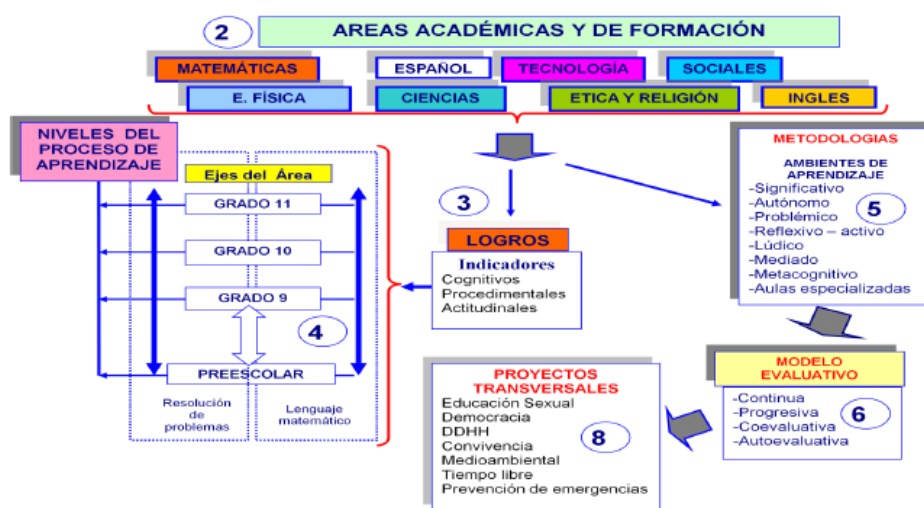 2
AREAS ACADÉMICAS Y DE FORMACIÓN
MATEMÁTICAS
ESPAÑOL
TECNOLOGÍA
SOCIALES
E. FÍSICA
CIENCIAS
ETICA Y RELIGIÓN
INGLES
NIVELES DEL
PROCESO DE
APRENDIZAJE
Ejes del Área
GRADO 11
GRADO 10
GRADO 9
4
PREESCOLAR
Resolución
de
problemas
Lenguaje
matemático
3
LOGROS
Indicadores
Cognitivos
Procedimentales
Actitudinales
METODOLOGIAS
AMBIENTES DE
APRENDIZAJE
-Significativo
-Autónomo
-Problémico
-Reflexivo – activo
-Lúdico
-Mediado
-Metacognitivo
-Aulas especializadas
5
MODELO
EVALUATIVO
-Continua
-Progresiva
-Coevaluativa
-Autoevaluativa
6
PROYECTOS
TRANSVERSALES
Educación Sexual
Democracia
DDHH
Convivencia
Medioambiental
Tiempo libre
Prevención de emergencias
8